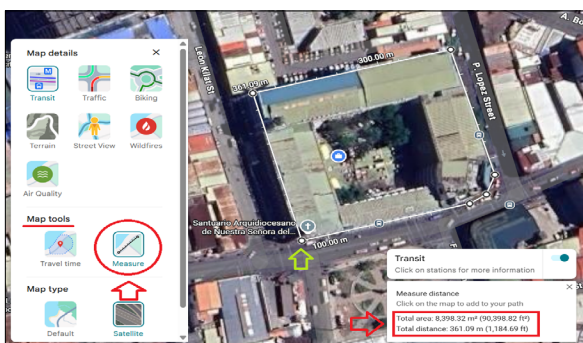 Map details
Transit
Traffic
Biking
Terrain
Street View
Wildfires
Air Quality
Map tools
Travel time
Measure
Map type
Default
Satellite
A. Bo
Leon Kilat St
300.00 m
361.09 m
P. Lopez Street
Santuario Arquidiocesano
de Nuestra Señora del...
100.00 m
Transit
Click on stations for more information
Measure distance
Click on the map to add to your path
Total area: 8,398.32 m² (90,398.82 ft²)
Total distance: 361.09 m (1,184.69 ft)